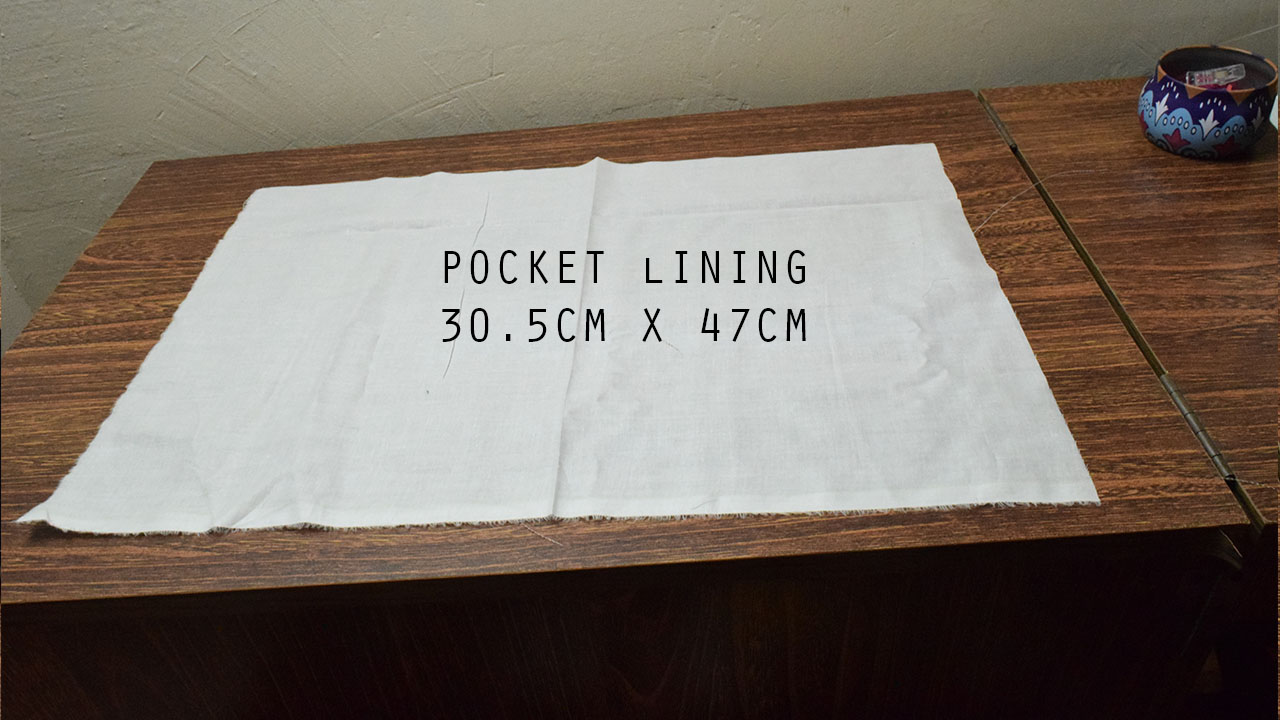 POCKET LINING
30.5CM X 47CM